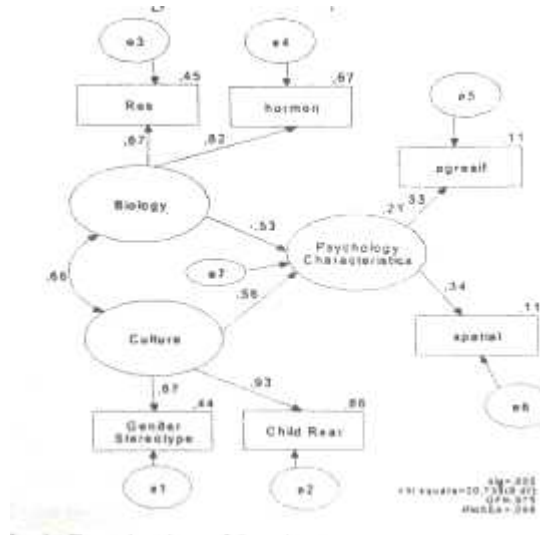 e3
e4
.45
.67
Ras
hormon
e5
.67
.82
.11
agresif
Biology
.21
.33
-.53
Psychology
Characteristics
e7
.66
.56
.34
Culture
.11
spatial
.67
.93
.44
.86
Gender
Stereotype
Child Rear
e6
e1
e2